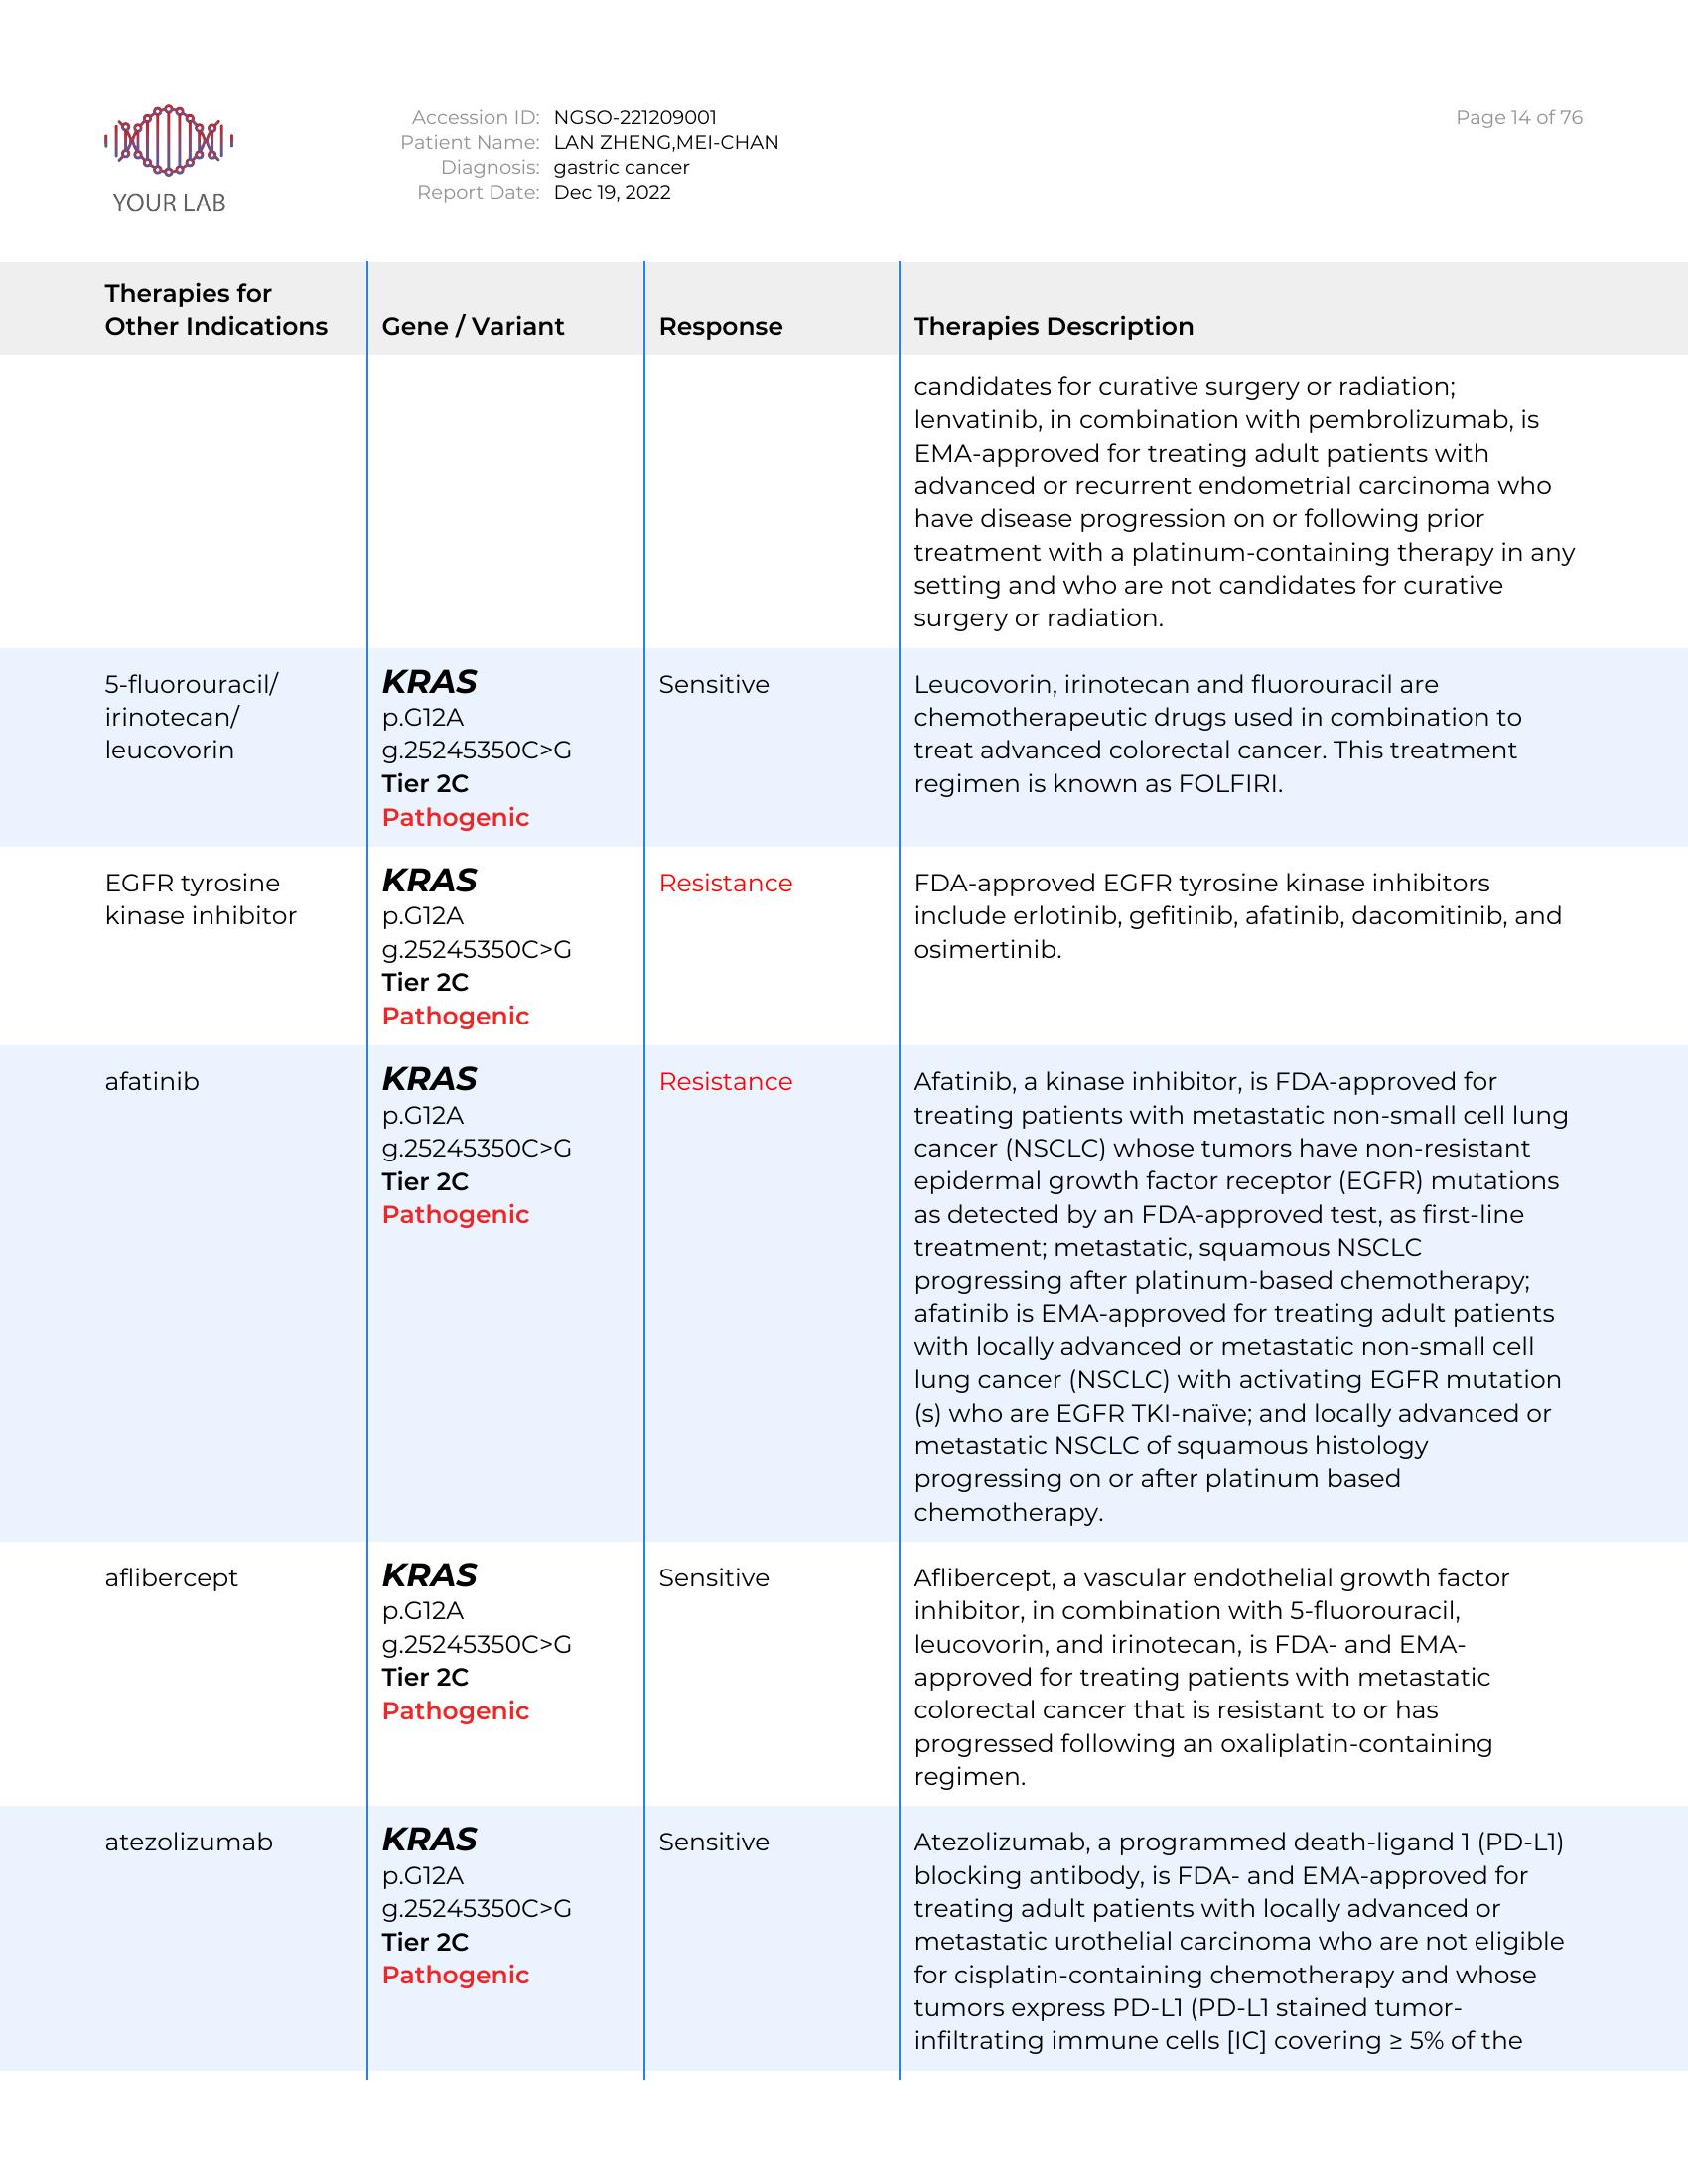 YOUR LAB
Accession ID: NGSO-221209001
Patient Name: LAN ZHENG,MEI-CHAN
Diagnosis: gastric cancer
Report Date: Dec 19, 2022
Page 14 of 76
Therapies for
Other Indications
Gene / Variant
Response
Therapies Description
candidates for curative surgery or radiation;
lenvatinib, in combination with pembrolizumab, is
EMA-approved for treating adult patients with
advanced or recurrent endometrial carcinoma who
have disease progression on or following prior
treatment with a platinum-containing therapy in any
setting and who are not candidates for curative
surgery or radiation.
5-fluorouracil/
irinotecan/
leucovorin
KRAS
p.G12A
g.25245350C>G
Tier 2C
Pathogenic
Sensitive
Leucovorin, irinotecan and fluorouracil are
chemotherapeutic drugs used in combination to
treat advanced colorectal cancer. This treatment
regimen is known as FOLFIRI.
EGFR tyrosine
kinase inhibitor
KRAS
p.G12A
g.25245350C>G
Tier 2C
Pathogenic
Resistance
FDA-approved EGFR tyrosine kinase inhibitors
include erlotinib, gefitinib, afatinib, dacomitinib, and
osimertinib.
afatinib
KRAS
p.G12A
g.25245350C>G
Tier 2C
Pathogenic
Resistance
Afatinib, a kinase inhibitor, is FDA-approved for
treating patients with metastatic non-small cell lung
cancer (NSCLC) whose tumors have non-resistant
epidermal growth factor receptor (EGFR) mutations
as detected by an FDA-approved test, as first-line
treatment; metastatic, squamous NSCLC
progressing after platinum-based chemotherapy;
afatinib is EMA-approved for treating adult patients
with locally advanced or metastatic non-small cell
lung cancer (NSCLC) with activating EGFR mutation
(s) who are EGFR TKI-naïve; and locally advanced or
metastatic NSCLC of squamous histology
progressing on or after platinum based
chemotherapy.
aflibercept
KRAS
p.G12A
g.25245350C>G
Tier 2C
Pathogenic
Sensitive
Aflibercept, a vascular endothelial growth factor
inhibitor, in combination with 5-fluorouracil,
leucovorin, and irinotecan, is FDA- and EMA-
approved for treating patients with metastatic
colorectal cancer that is resistant to or has
progressed following an oxaliplatin-containing
regimen.
atezolizumab
KRAS
p.G12A
g.25245350C>G
Tier 2C
Pathogenic
Sensitive
Atezolizumab, a programmed death-ligand 1 (PD-L1)
blocking antibody, is FDA- and EMA-approved for
treating adult patients with locally advanced or
metastatic urothelial carcinoma who are not eligible
for cisplatin-containing chemotherapy and whose
tumors express PD-L1 (PD-L1 stained tumor-
infiltrating immune cells [IC] covering ≥ 5% of the